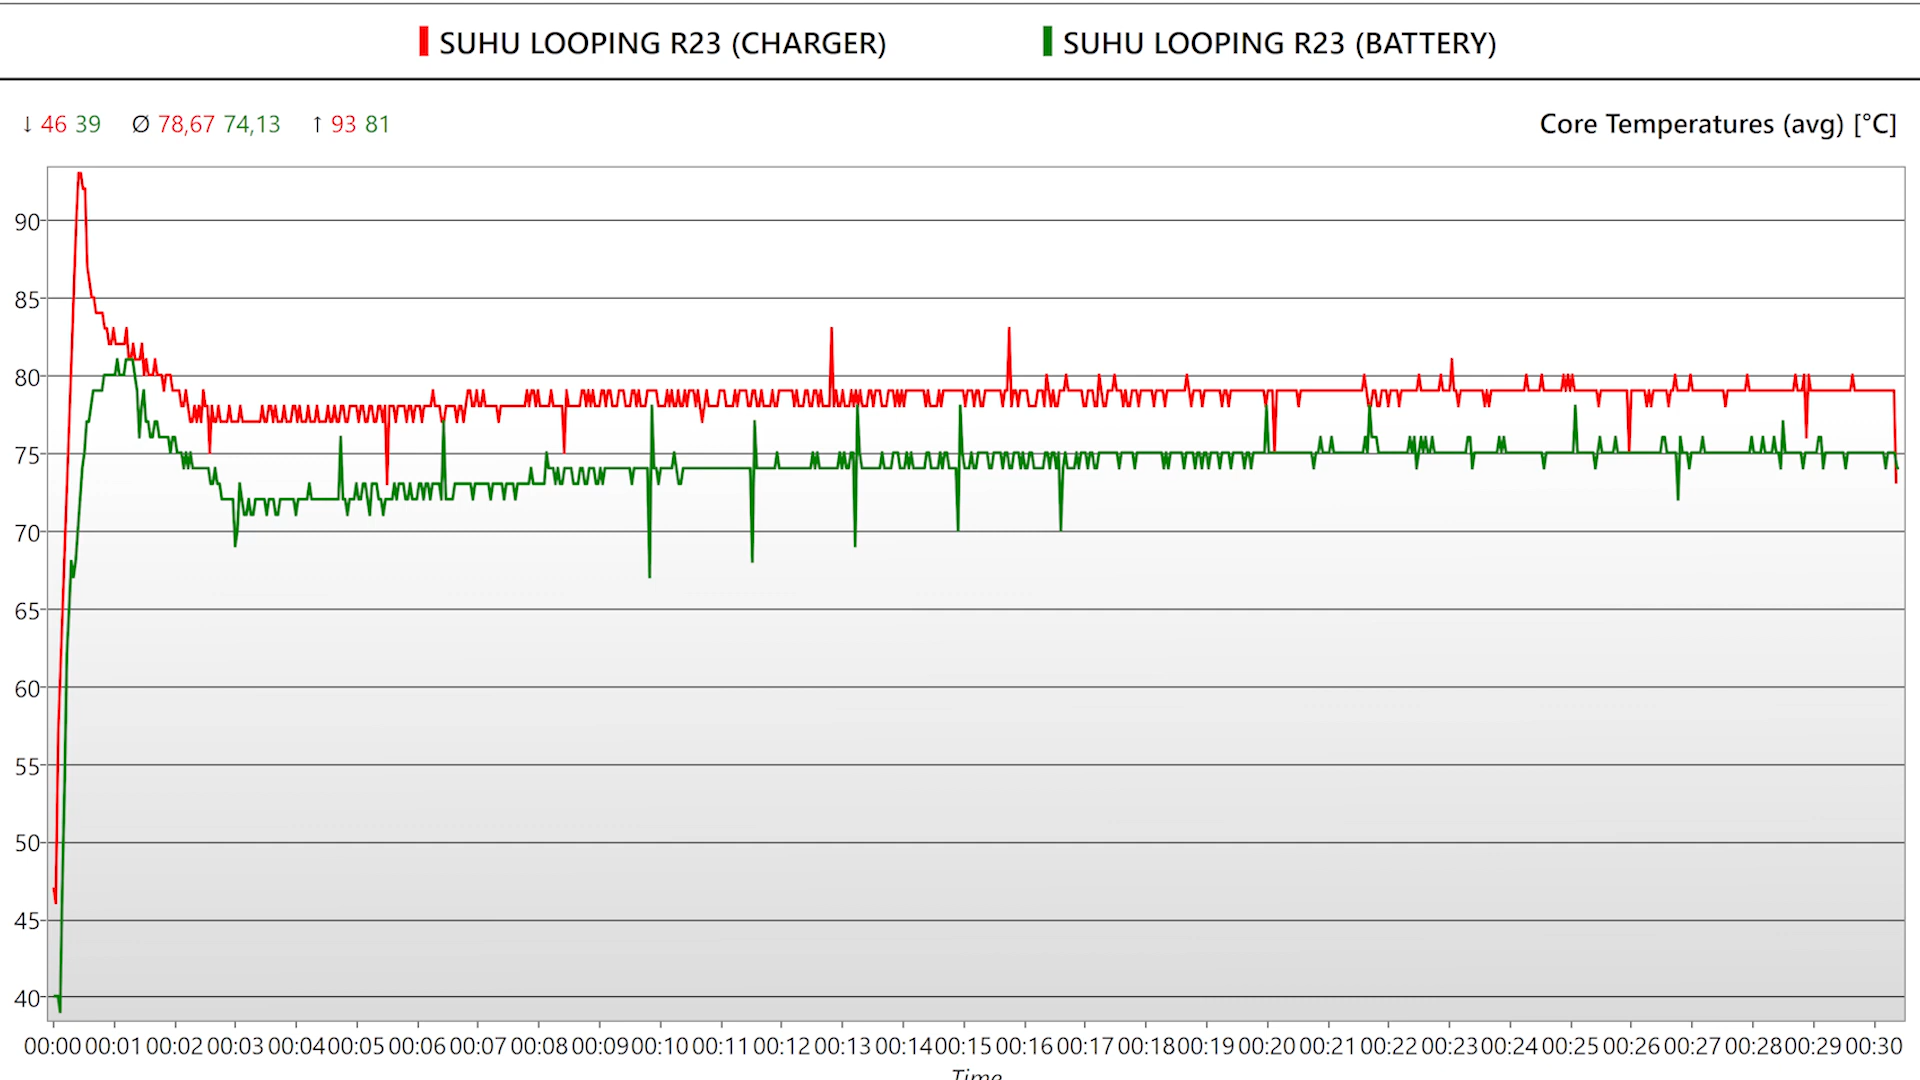 SUHU LOOPING R23 (CHARGER) SUHU LOOPING R23 (BATTERY)
↓ 46 39 Ø 78,67 74,13 ↑ 93 81 Core Temperatures (avg) [°C]
90
85
80
75
70
65
60
55
50
45
40
00:00 00:01 00:02 00:03 00:04 00:05 00:06 00:07 00:08 00:09 00:10 00:11 00:12 00:13 00:14 00:15 00:16 00:17 00:18 00:19 00:20 00:21 00:22 00:23 00:24 00:25 00:26 00:27 00:28 00:29 00:30
Time